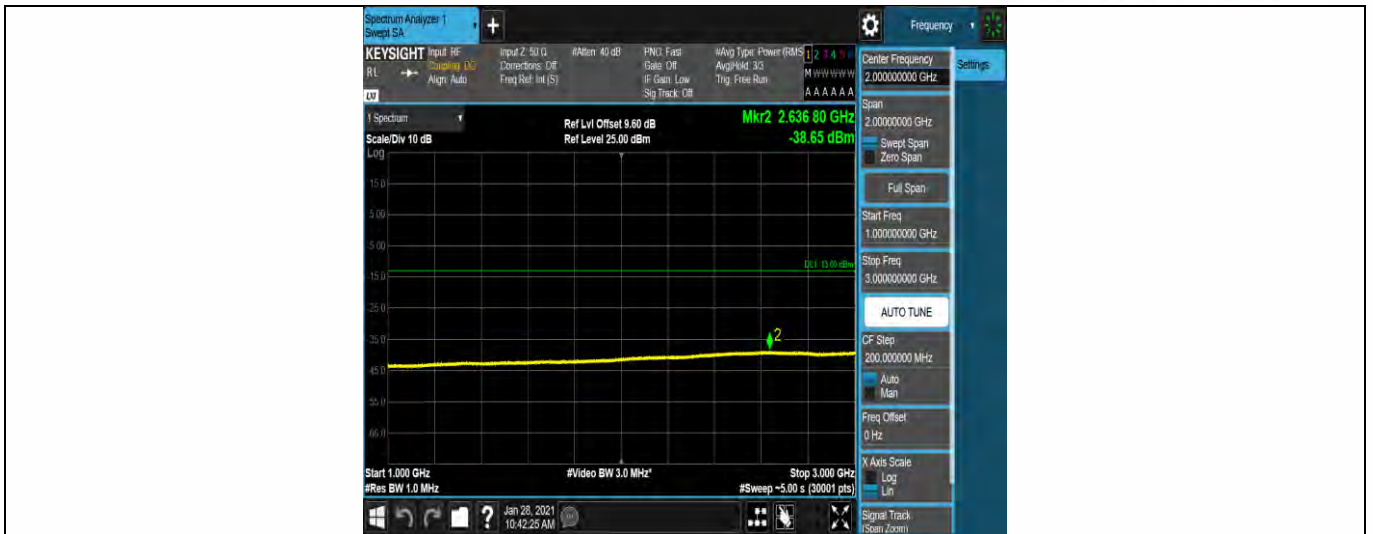 Spectrum Analyzer 1
Swept SA
+
Frequency
KEYSIGHT
RL
Input: RF
Coupling: DC
Align: Auto
Input Z: 50 Ω
Corrections: Off
Freq Ref: Int (S)
#Atten: 40 dB
PNO: Fast
Gate: Off
IF Gain: Low
Sig Track: Off
#Avg Type: Power (RMS
Avg|Hold: 3/3
Trig: Free Run
1 2 3 4 5 6
M W W W W W
A A A A A A
LXI
1 Spectrum
Scale/Div 10 dB
Log
Ref Lvl Offset 9.60 dB
Ref Level 25.00 dBm
Mkr2 2.636 80 GHz
-38.65 dBm
15.0
5.00
-5.00
-15.0
-25.0
-35.0
-45.0
-55.0
-65.0
DL1 -13.00 dBm
2
Start 1.000 GHz
#Res BW 1.0 MHz
#Video BW 3.0 MHz*
Stop 3.000 GHz
#Sweep ~5.00 s (30001 pts)
?
Jan 28, 2021
10:42:25 AM
Center Frequency
2.000000000 GHz
Settings
Span
2.00000000 GHz
Swept Span
Zero Span
Full Span
Start Freq
1.000000000 GHz
Stop Freq
3.000000000 GHz
AUTO TUNE
CF Step
200.000000 MHz
Auto
Man
Freq Offset
0 Hz
X Axis Scale
Log
Lin
Signal Track
(Span Zoom)